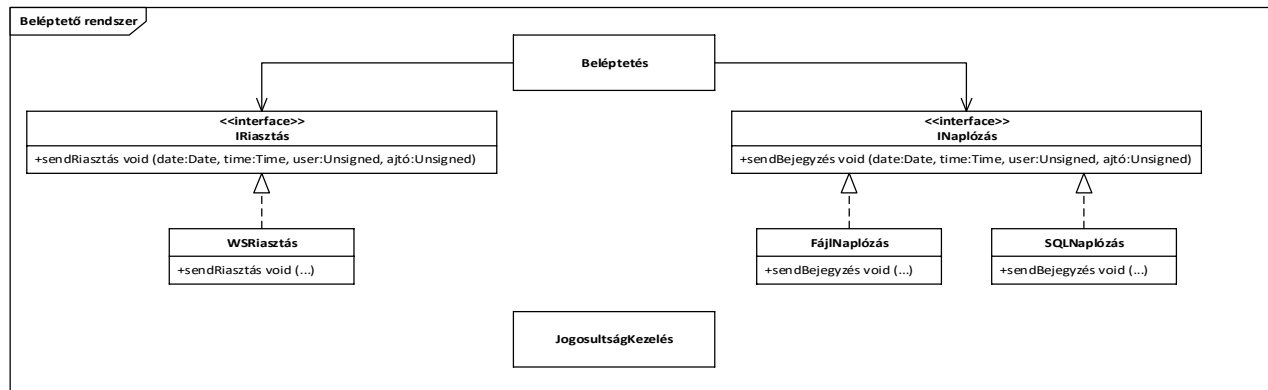 Beléptető rendszer
Beléptetés
<<interface>>
IRiasztás
+sendRiasztás void (date:Date, time:Time, user:Unsigned, ajtó:Unsigned)
<<interface>>
INaplózás
+sendBejegyzés void (date:Date, time:Time, user:Unsigned, ajtó:Unsigned)
WSRiasztás
+sendRiasztás void (...)
FájlNaplózás
+sendBejegyzés void (...)
SQLNaplózás
+sendBejegyzés void (...)
JogosultságKezelés